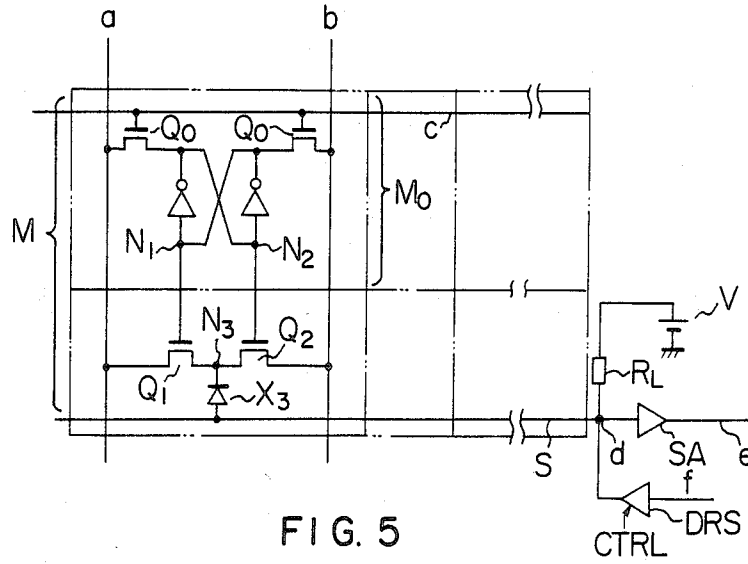 a b
Q0 Q0 c
M M0
N1 N2
N3 Q2 V
Q1 X3 RL
S d SA e
f
DRS
CTRL
FIG. 5